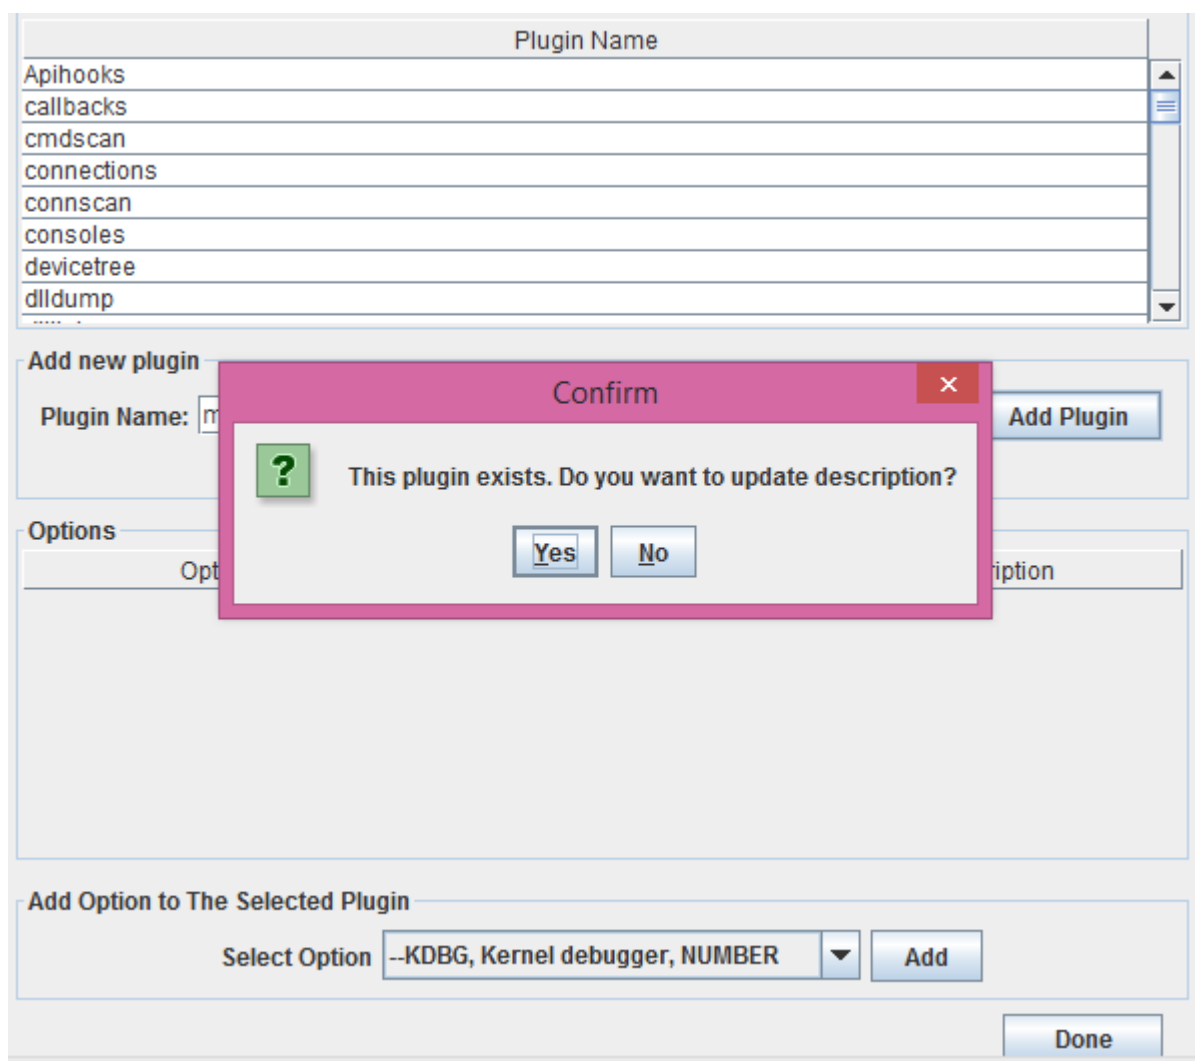 Plugin Name
Apihooks
callbacks
cmdscan
connections
connscan
consoles
devicetree
dlldump
Add new plugin
Confirm
Plugin Name:
Add Plugin
This plugin exists. Do you want to update description?
Options
Yes
No
Add Option to The Selected Plugin
Select Option
--KDBG, Kernel debugger, NUMBER
Add
Done